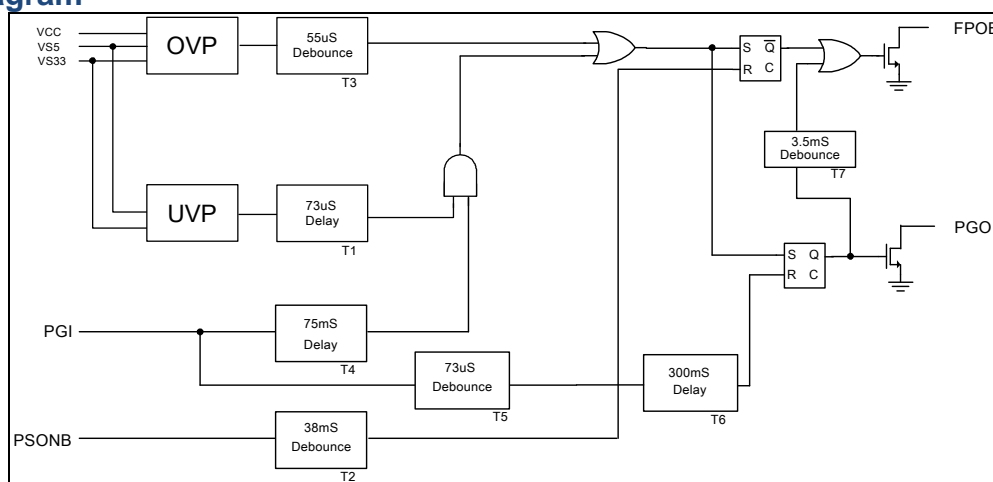 VCC
VS5
VS33
OVP
55uS
Debounce
T3
S Q
R C
FPOB
3.5mS
Debounce
T7
UVP
73uS
Delay
T1
PGO
S Q
R C
PGI
75mS
Delay
T4
73uS
Debounce
T5
300mS
Delay
T6
PSONB
38mS
Debounce
T2